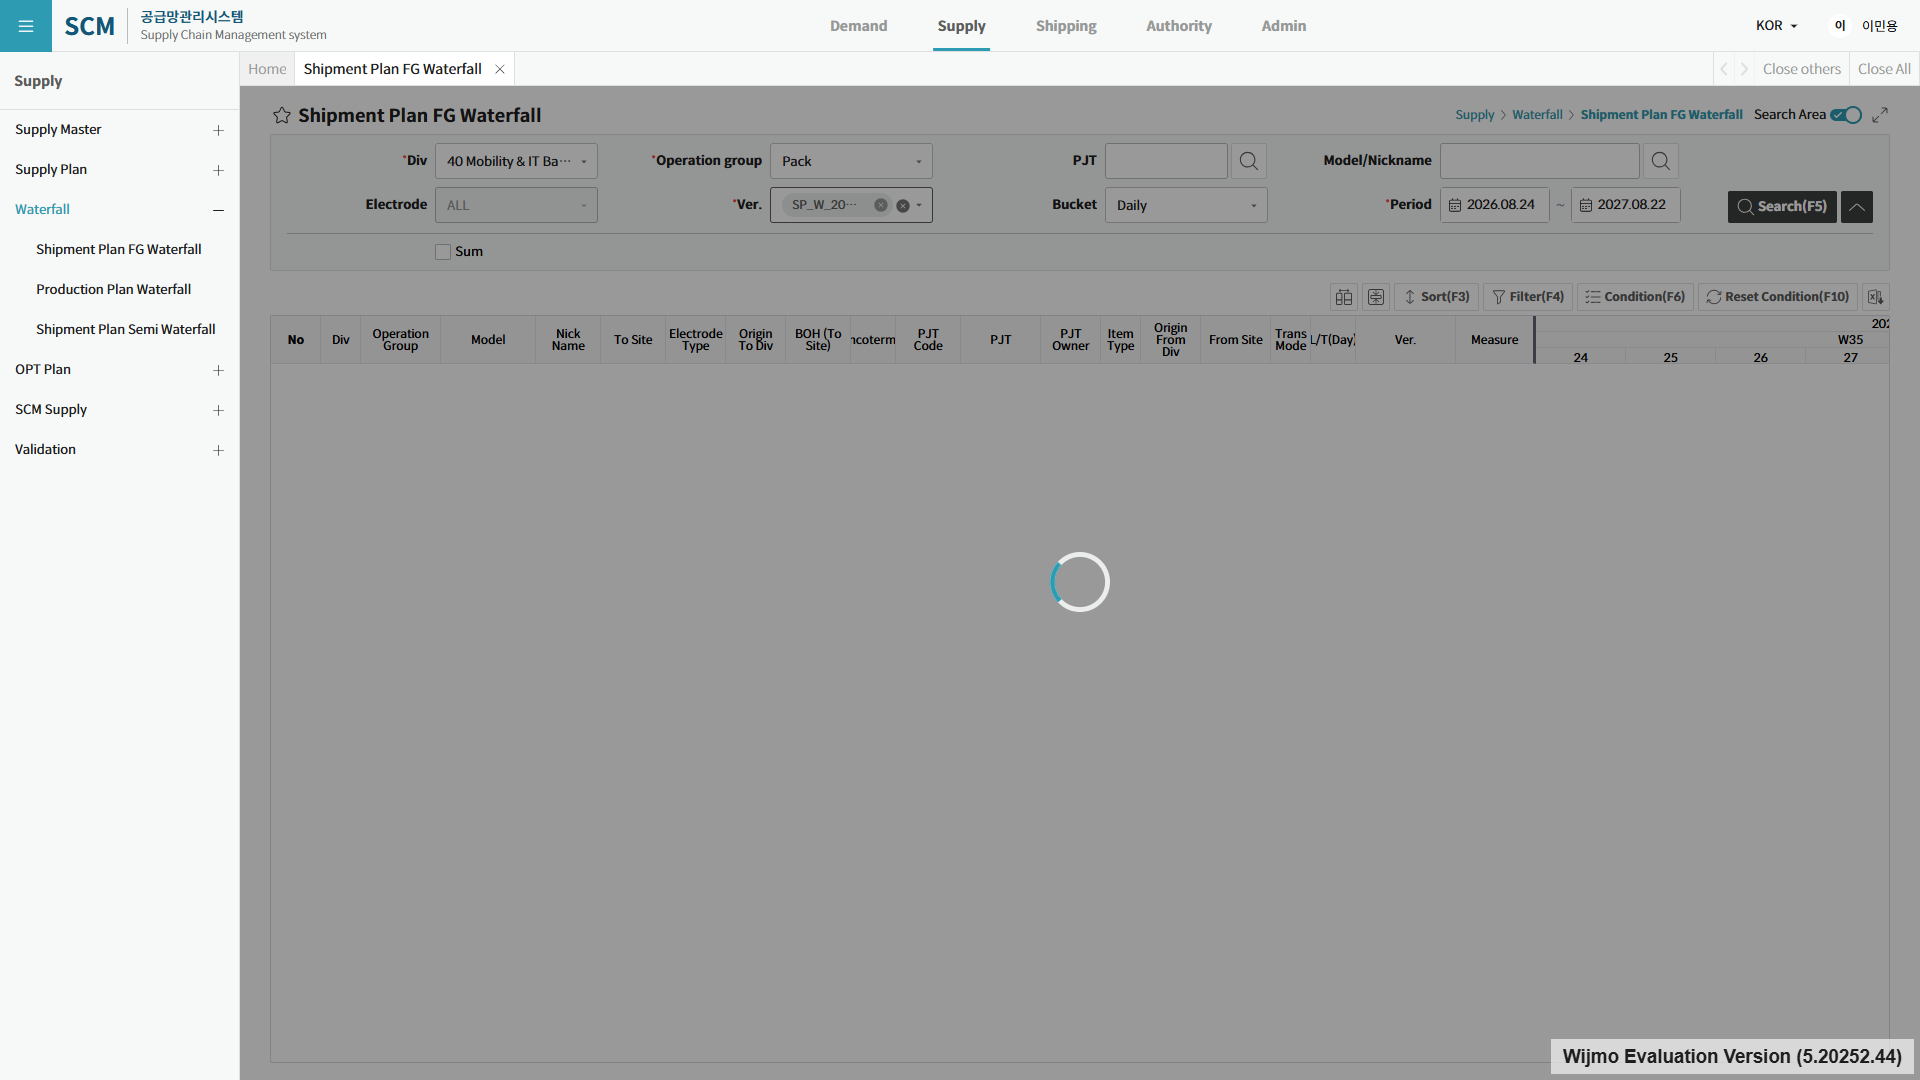 SCM
공급망관리시스템
Supply Chain Management system
Demand
Supply
Shipping
Authority
Admin
KOR
이
이민용
Supply
Home
Shipment Plan FG Waterfall
Close others
Close All
Supply Master
Supply Plan
Waterfall
Shipment Plan FG Waterfall
Production Plan Waterfall
Shipment Plan Semi Waterfall
OPT Plan
SCM Supply
Validation
Shipment Plan FG Waterfall
Supply > Waterfall > Shipment Plan FG Waterfall
Search Area
*Div
40 Mobility & IT Ba···
*Operation group
Pack
PJT
Model/Nickname
Electrode
ALL
*Ver.
SP_W_20···
Bucket
Daily
*Period
2026.08.24 ~ 2027.08.22
Search(F5)
Sum
Sort(F3)
Filter(F4)
Condition(F6)
Reset Condition(F10)
No
Div
Operation
Group
Model
Nick
Name
To Site
Electrode
Type
Origin
To Div
BOH (To
Site)
ncoterm
PJT
Code
PJT
PJT
Owner
Item
Type
Origin
From
Div
From Site
Trans
Mode
L/T(Day)
Ver.
Measure
202
W35
24
25
26
27
Wijmo Evaluation Version (5.20252.44)